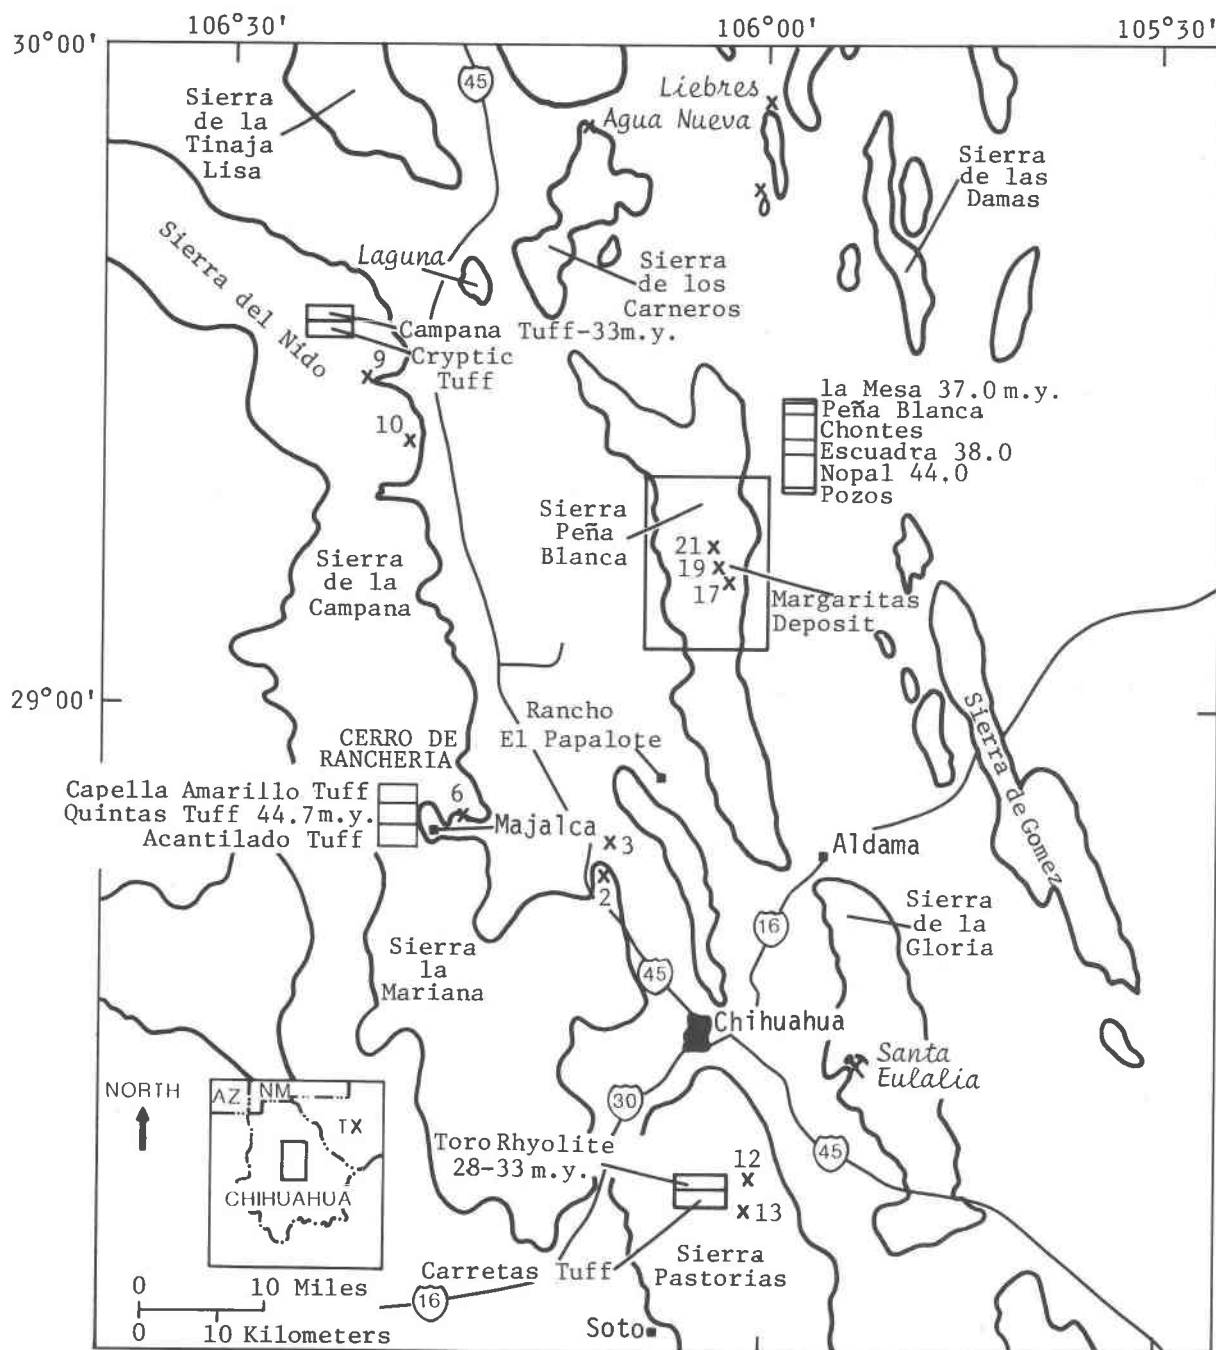 106°30'
106°00'
105°30'
30°00'
45
Liebres
Agua Nueva
Sierra
de la
Tinaja
Lisa
Sierra
de las
Damas
Sierra del Nido
Laguna
Sierra
de los
Carneros
Campana Tuff-33m.y.
Cryptic
Tuff
9
10
la Mesa 37.0 m.y.
Peña Blanca
Chontes
Escuadra 38.0
Nopal 44.0
Pozos
Sierra
Peña
Blanca
21
19
17
Margaritas
Deposit
Sierra
de la
Campana
29°00'
Rancho
El Papalote
Sierra de Gomez
CERRO DE
RANCHERIA
Capella Amarillo Tuff
Quintas Tuff 44.7m.y.
Acantilado Tuff
6
Majalca
3
2
Aldama
16
Sierra
de la
Gloria
Sierra
la
Mariana
45
Chihuahua
Santa
Eulalia
NORTH
AZ
NM
TX
CHIHUAHUA
30
45
Toro Rhyolite
28-33 m.y.
12
13
Sierra
Pastorias
Carretas Tuff
16
0 10 Miles
0 10 Kilometers
Soto